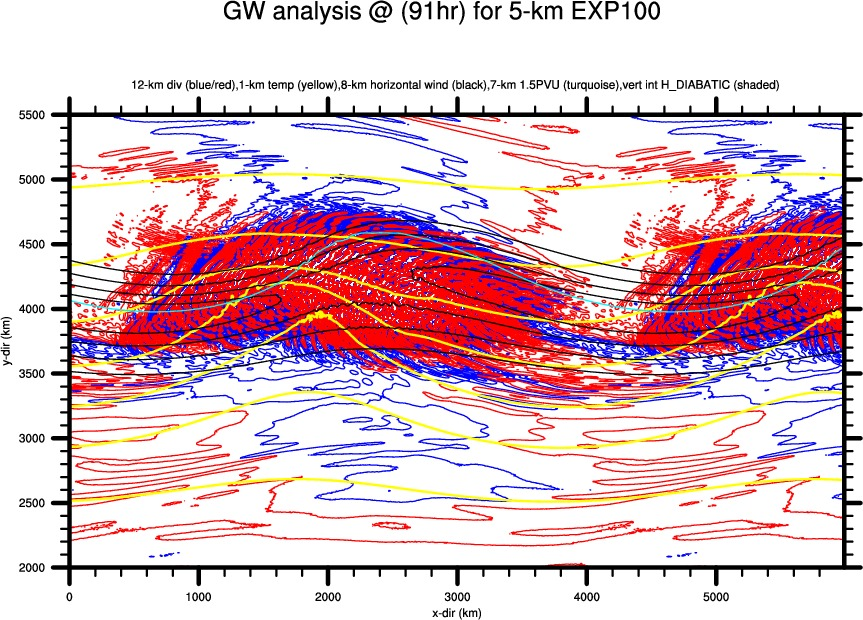 GW analysis @ (91hr) for 5-km EXP100
12-km div (blue/red),1-km temp (yellow),8-km horizontal wind (black),7-km 1.5PVU (turquoise),vert int H_DIABATIC (shaded)
5500
5000
4500
4000
3500
3000
2500
2000
y-dir (km)
0 1000 2000 3000 4000 5000
x-dir (km)